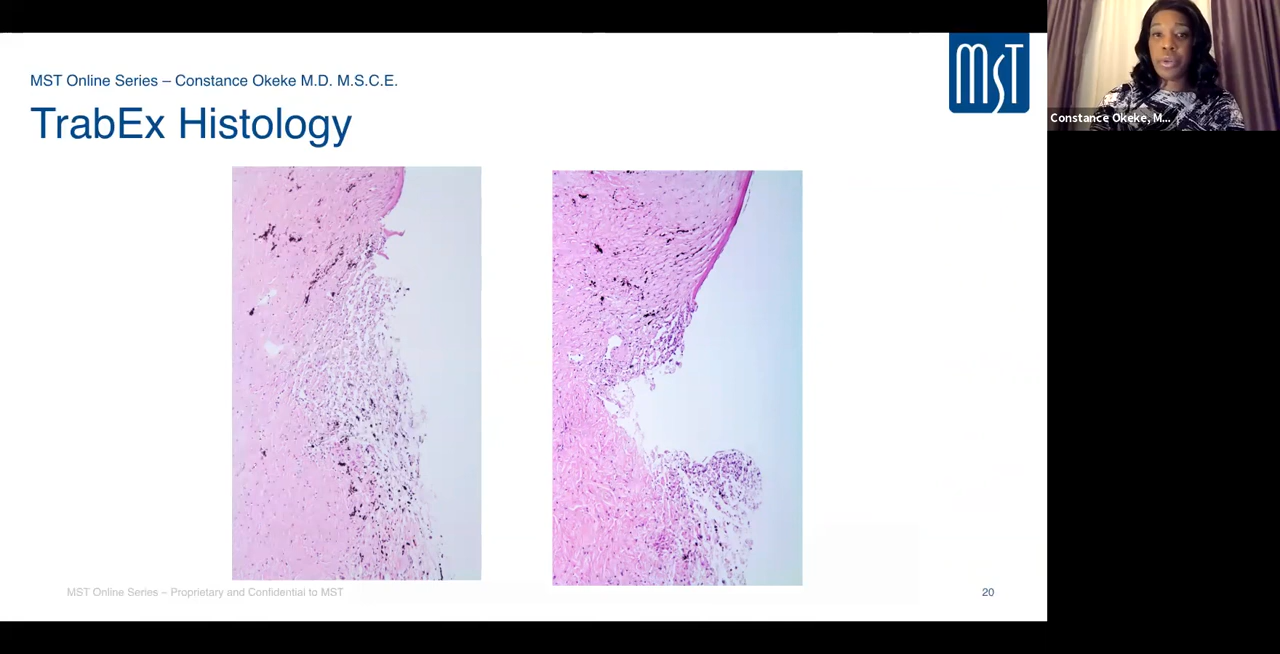 MST Online Series – Constance Okeke M.D. M.S.C.E.
MST
TrabEx Histology
Constance Okeke, M...
MST Online Series – Proprietary and Confidential to MST
20